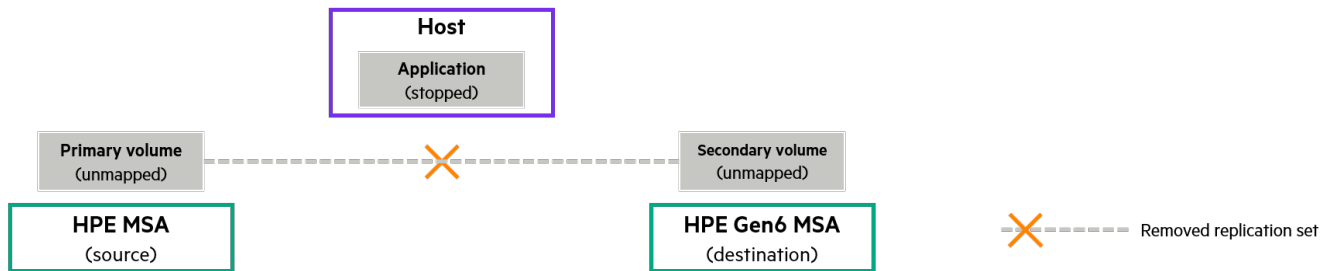 Host
Application
(stopped)
Primary volume
(unmapped)
Secondary volume
(unmapped)
HPE MSA
(source)
HPE Gen6 MSA
(destination)
Removed replication set